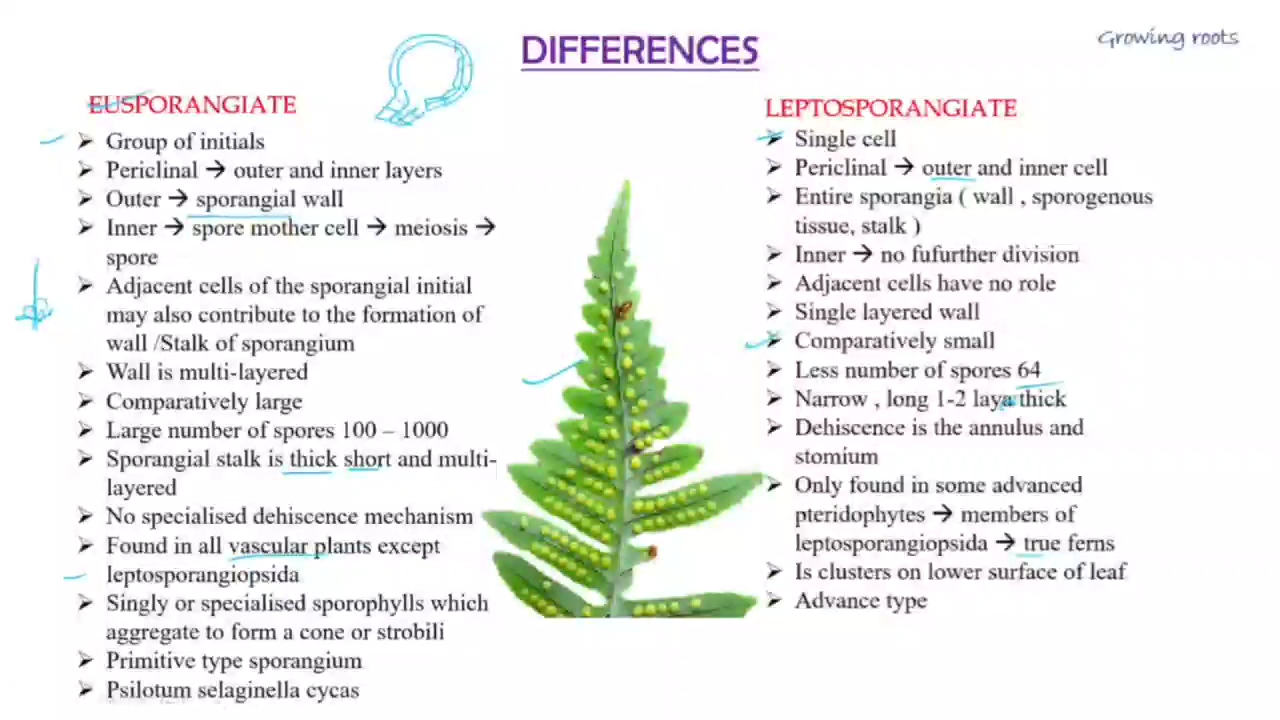 Growing roots
DIFFERENCES
EUSPORANGIATE
➢ Group of initials
➢ Periclinal → outer and inner layers
➢ Outer → sporangial wall
➢ Inner → spore mother cell → meiosis →
spore
➢ Adjacent cells of the sporangial initial
may also contribute to the formation of
wall /Stalk of sporangium
➢ Wall is multi-layered
➢ Comparatively large
➢ Large number of spores 100 – 1000
➢ Sporangial stalk is thick short and multi-
layered
➢ No specialised dehiscence mechanism
➢ Found in all vascular plants except
leptosporangiopsida
➢ Singly or specialised sporophylls which
aggregate to form a cone or strobili
➢ Primitive type sporangium
➢ Psilotum selaginella cycas
LEPTOSPORANGIATE
➢ Single cell
➢ Periclinal → outer and inner cell
➢ Entire sporangia ( wall , sporogenous
tissue, stalk )
➢ Inner → no fufurther division
➢ Adjacent cells have no role
➢ Single layered wall
➢ Comparatively small
➢ Less number of spores 64
➢ Narrow , long 1-2 thick
➢ Dehiscence is the annulus and
stomium
➢ Only found in some advanced
pteridophytes → members of
leptosporangiopsida → true ferns
➢ Is clusters on lower surface of leaf
➢ Advance type